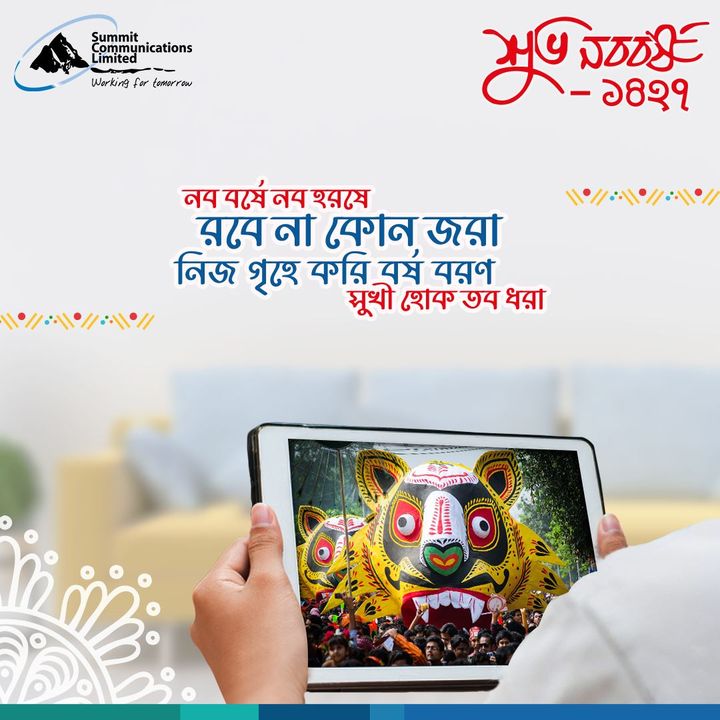 Summit
Communications
Limited
Working for tomorrow
শুভ নববর্ষ
- ১৪২৭
নব বর্ষে নব হরষে
রবে না কোন জরা
নিজ গৃহে করি বর্ষ বরণ
সুখী হোক তব ধরা